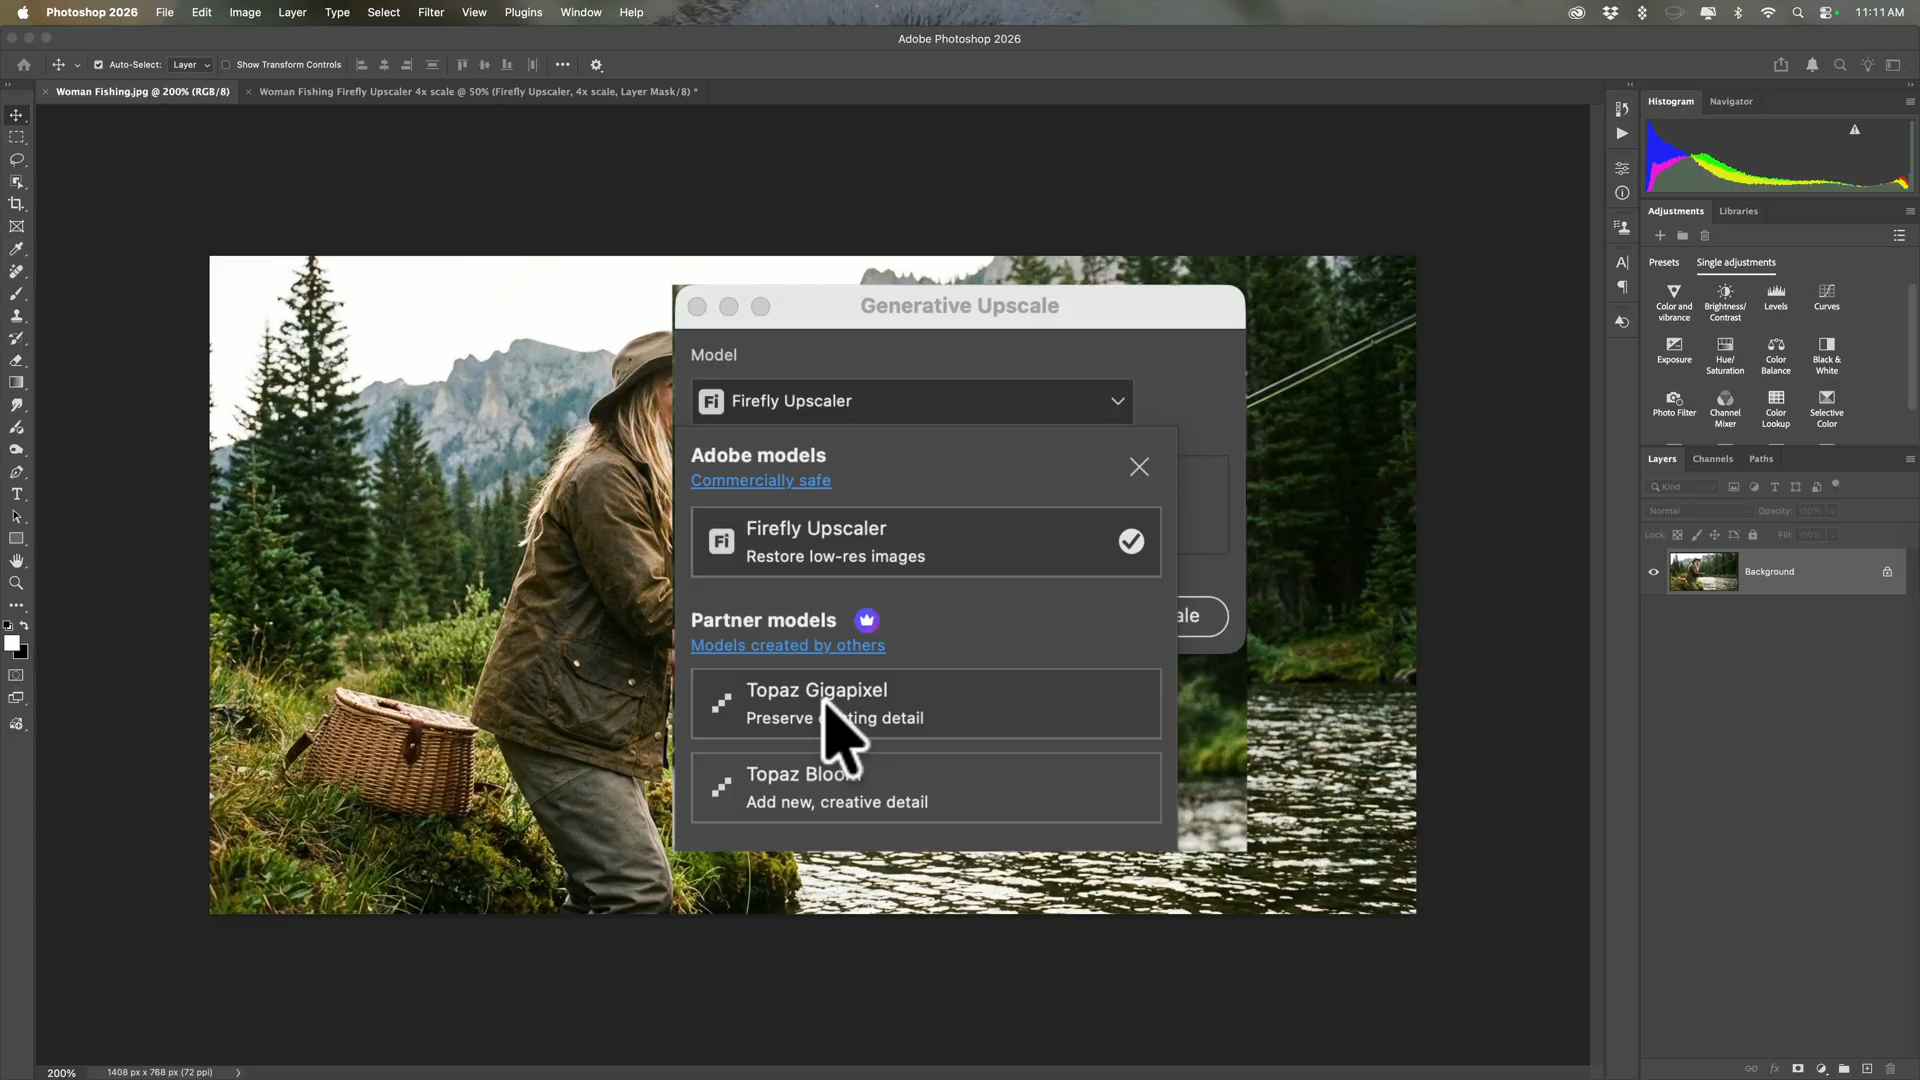 Photoshop 2026 File Edit Image Layer Type Select Filter View Plugins Window Help 11:11 AM
Adobe Photoshop 2026
Auto-Select: Layer Show Transform Controls
Woman Fishing.jpg @ 200% (RGB/8) Woman Fishing Firefly Upscaler 4x scale @ 50% (Firefly Upscaler, 4x scale, Layer Mask/8) *
Histogram Navigator
Adjustments Libraries
Presets Single adjustments
Color and vibrance
Brightness/ Contrast
Levels
Curves
Exposure
Hue/ Saturation
Color Balance
Black & White
Photo Filter
Channel Mixer
Color Lookup
Selective Color
Layers Channels Paths
Kind
Normal Opacity: 100%
Lock: Fill: 100%
Background
Generative Upscale
Model
Fi Firefly Upscaler
Adobe models
Commercially safe
Fi Firefly Upscaler
Restore low-res images
Partner models
Models created by others
ale
Topaz Gigapixel
Preserve detail
Topaz Bloom
Add new, creative detail
200% 1408 px x 768 px (72 ppi)